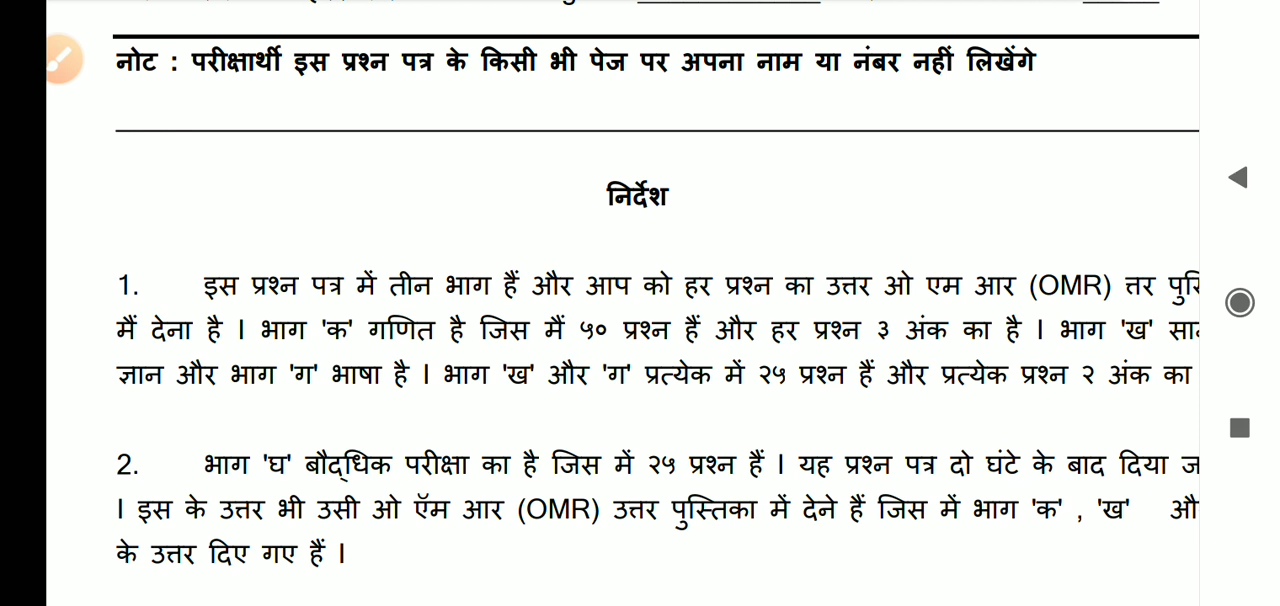 नोट : परीक्षार्थी इस प्रश्न पत्र के किसी भी पेज पर अपना नाम या नंबर नहीं लिखेंगे
निर्देश
1. इस प्रश्न पत्र में तीन भाग हैं और आप को हर प्रश्न का उत्तर ओ एम आर (OMR) त्तर
मैं देना है । भाग 'क' गणित है जिस मैं ५० प्रश्न हैं और हर प्रश्न ३ अंक का है । भाग 'ख'
ज्ञान और भाग 'ग' भाषा है । भाग 'ख' और 'ग' प्रत्येक में २५ प्रश्न हैं और प्रत्येक प्रश्न २ अंक का
2. भाग 'घ' बौद्धिक परीक्षा का है जिस में २५ प्रश्न हैं । यह प्रश्न पत्र दो घंटे के बाद दिया
। इस के उत्तर भी उसी ओ ऍम आर (OMR) उत्तर पुस्तिका में देने हैं जिस में भाग 'क' , 'ख'
के उत्तर दिए गए हैं ।